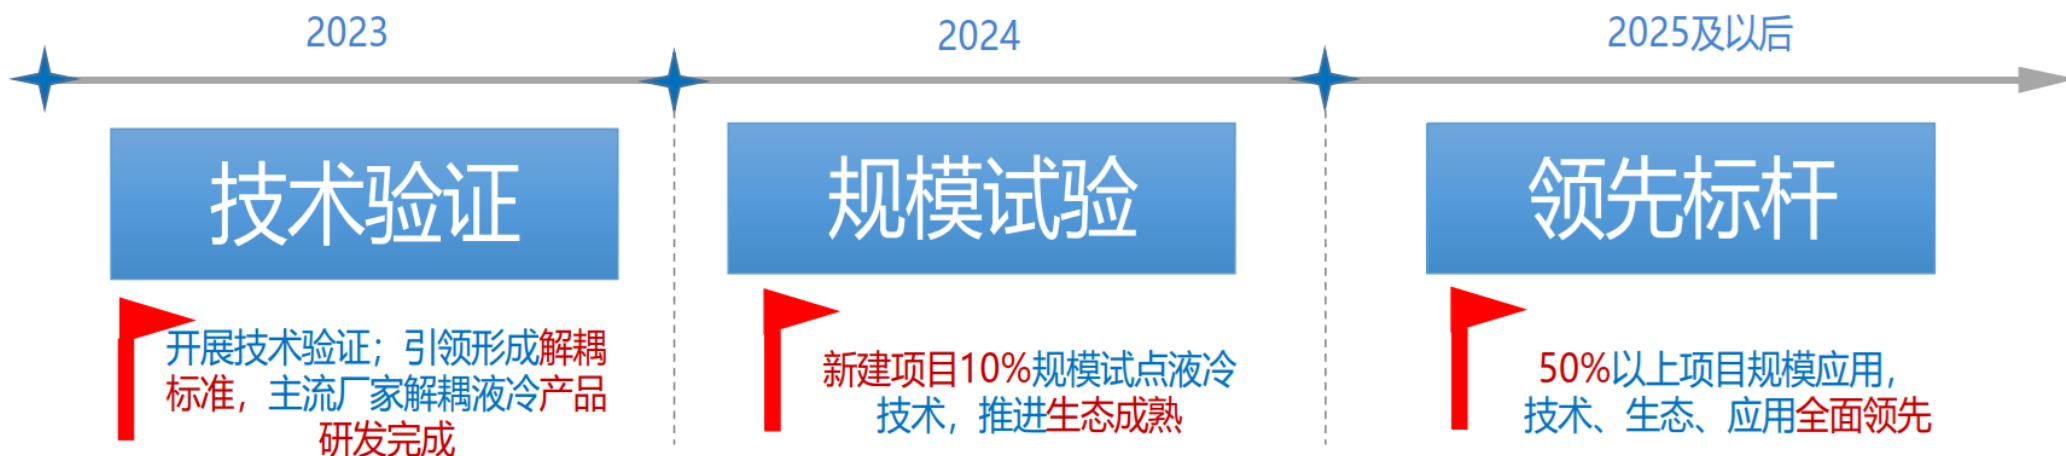 2023
2024
2025及以后
技术验证
规模试验
领先标杆
开展技术验证；引领形成解耦
标准，主流厂家解耦液冷产品
研发完成
新建项目10%规模试点液冷
技术，推进生态成熟
50%以上项目规模应用，
技术、生态、应用全面领先